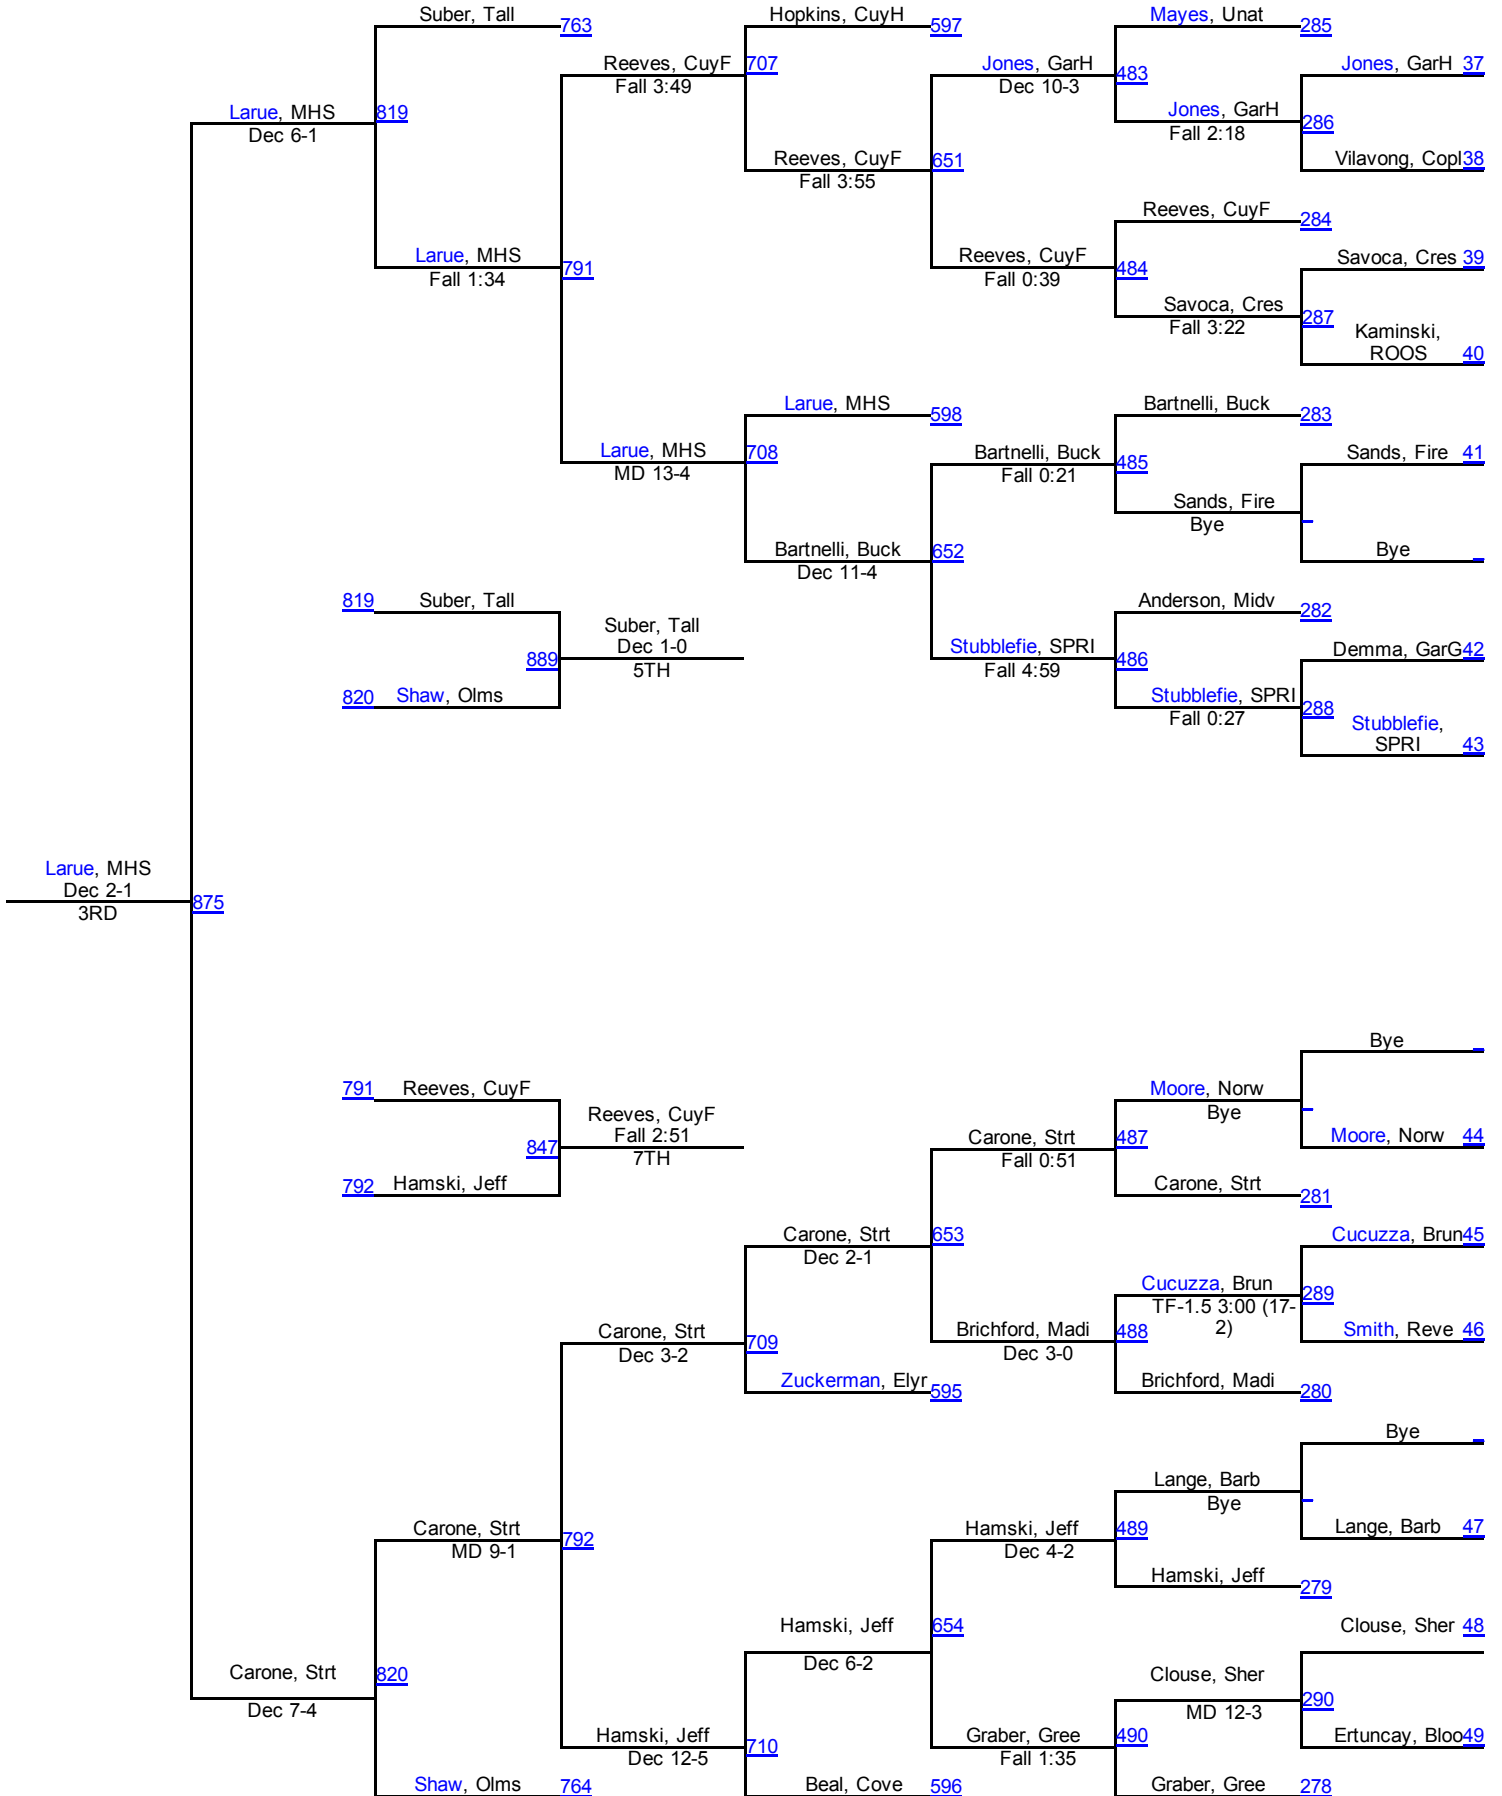 Suber, Tall
763
Hopkins, CuyH
597
Mayes, Unat
285
Reeves, CuyF
707
Fall 3:49
Jones, GarH
483
Dec 10-3
Jones, GarH 37
Larue, MHS
819
Dec 6-1
Jones, GarH
286
Fall 2:18
Reeves, CuyF
651
Fall 3:55
Vilavong, Copl38
Reeves, CuyF
284
Larue, MHS
791
Fall 1:34
Reeves, CuyF
484
Fall 0:39
Savoca, Cres 39
Savoca, Cres
287
Fall 3:22
Kaminski,
ROOS 40
Larue, MHS
598
Bartnelli, Buck
283
Larue, MHS
708
MD 13-4
Bartnelli, Buck
485
Fall 0:21
Sands, Fire 41
Sands, Fire
Bye
Bartnelli, Buck
652
Dec 11-4
Bye
819 Suber, Tall
Anderson, Midv
282
Suber, Tall
Dec 1-0
889
5TH
Stubblefie, SPRI
486
Fall 4:59
Demma, GarG42
820 Shaw, Olms
Stubblefie, SPRI
288
Fall 0:27
Stubblefie,
SPRI 43
Larue, MHS
Dec 2-1
875
3RD
Bye
791 Reeves, CuyF
Moore, Norw
Bye
Reeves, CuyF
Fall 2:51
847
7TH
Carone, Strt
487
Fall 0:51
Moore, Norw 44
792 Hamski, Jeff
Carone, Strt
281
Carone, Strt
653
Dec 2-1
Cucuzza, Brun45
Cucuzza, Brun
289
TF-1.5 3:00 (17-
2)
Carone, Strt
709
Dec 3-2
Brichford, Madi
488
Dec 3-0
Smith, Reve 46
Zuckerman, Elyr
595
Brichford, Madi
280
Bye
Lange, Barb
Bye
Carone, Strt
792
MD 9-1
Hamski, Jeff
489
Dec 4-2
Lange, Barb 47
Hamski, Jeff
279
Hamski, Jeff
654
Dec 6-2
Clouse, Sher 48
Carone, Strt
820
Dec 7-4
Clouse, Sher
290
MD 12-3
Hamski, Jeff
710
Dec 12-5
Graber, Gree
490
Fall 1:35
Ertuncay, Bloo49
Shaw, Olms
764
Beal, Cove
596
Graber, Gree
278